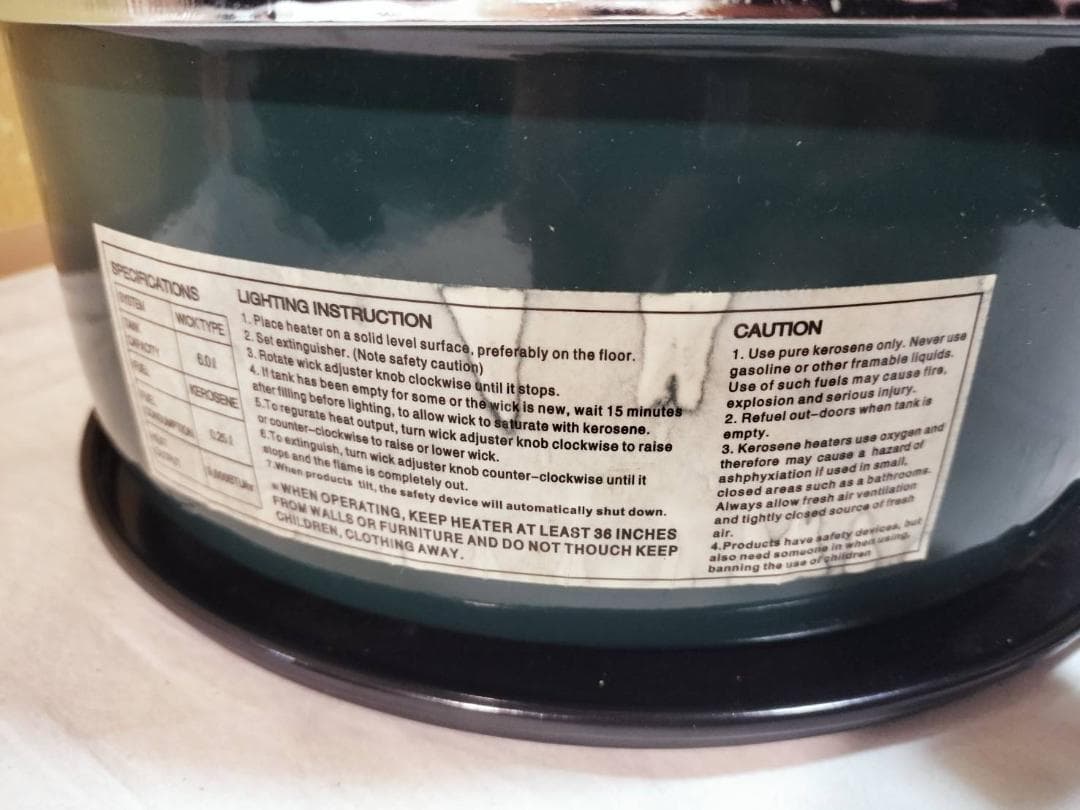 SPECIFICATIONS
SYSTEM WICK TYPE
TANK CAPACITY 6.0 l
FUEL KEROSENE
FUEL CONSUMPTION
HEAT OUTPUT
LIGHTING INSTRUCTION
1. Place heater on a solid level surface, preferably on the floor.
2. Set extinguisher. (Note safety caution)
3. Rotate wick adjuster knob clockwise until it stops.
4. If tank has been empty for some or the wick is new, wait 15 minutes
after filling before lighting, to allow wick to saturate with kerosene.
5.To regurate heat output, turn wick adjuster knob clockwise to raise
or counter-clockwise to raise or lower wick.
6.To extinguish, turn wick adjuster knob counter-clockwise until it
stops and the flame is completely out.
7.When products tilt, the safety device will automatically shut down.
WHEN OPERATING, KEEP HEATER AT LEAST 36 INCHES
FROM WALLS OR FURNITURE AND DO NOT THOUCH KEEP
CHILDREN, CLOTHING AWAY.
CAUTION
1. Use pure kerosene only. Never use
gasoline or other framable liquids.
Use of such fuels may cause fire,
explosion and serious injury.
2. Refuel out-doors when tank is
empty.
3. Kerosene heaters use oxygen and
therefore may cause a hazard of
ashphyxiation if used in small,
closed areas such as a bathrooms.
Always allow fresh air ventilation
and tightly closed source of fresh
air.
4.Products have safety devices, but
also need someone in when using,
banning the use of children